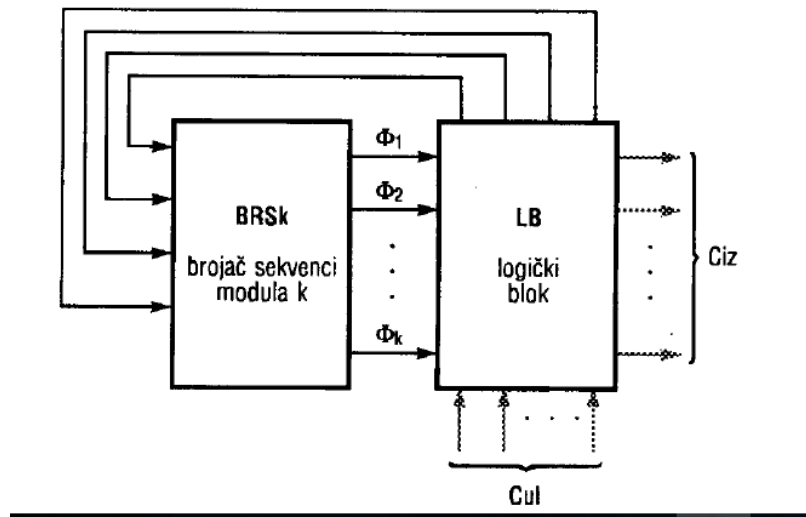 Φ1
Φ2
Φk
BRSk
brojač sekvenci
modula k
LB
logički
blok
Ciz
Cul